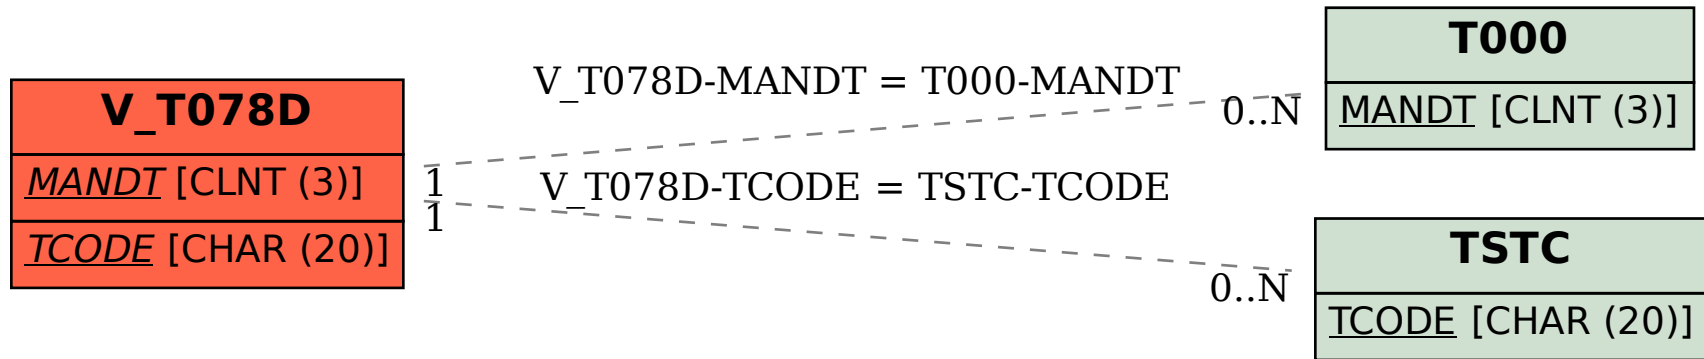 V_T078D
MANDT [CLNT (3)]
TCODE [CHAR (20)]
V_T078D-MANDT = T000-MANDT
1
0..N
V_T078D-TCODE = TSTC-TCODE
1
0..N
T000
MANDT [CLNT (3)]
TSTC
TCODE [CHAR (20)]